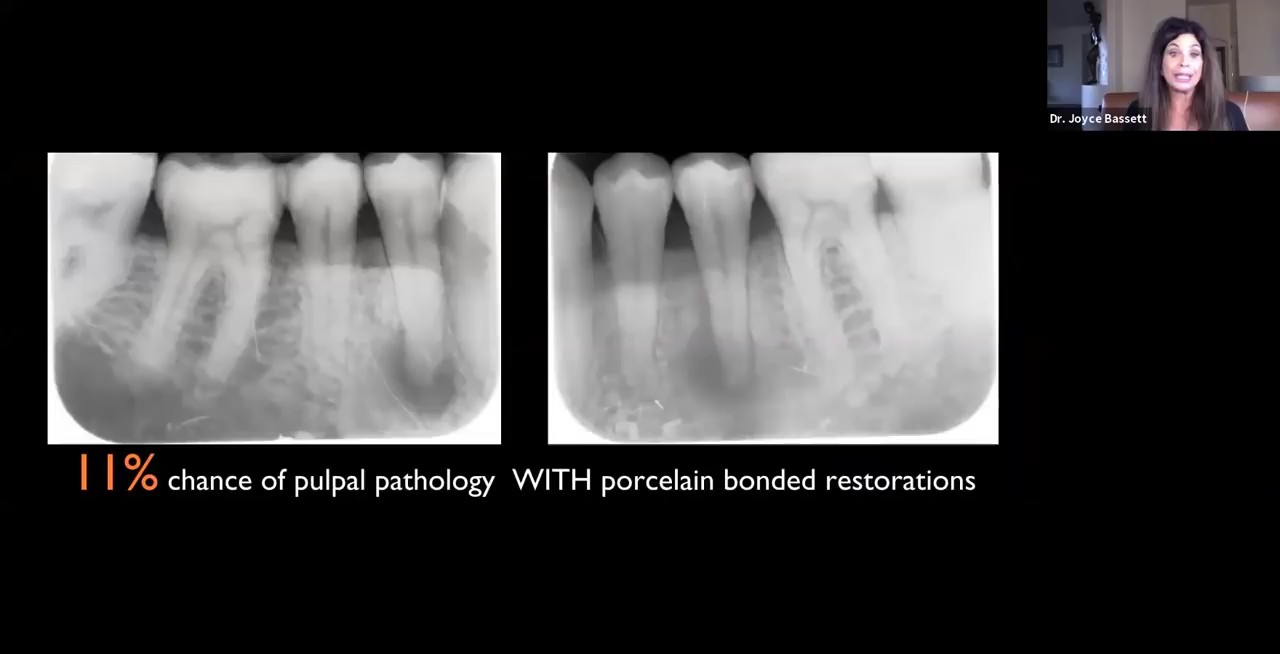 Dr. Joyce Bassett
11% chance of pulpal pathology WITH porcelain bonded restorations